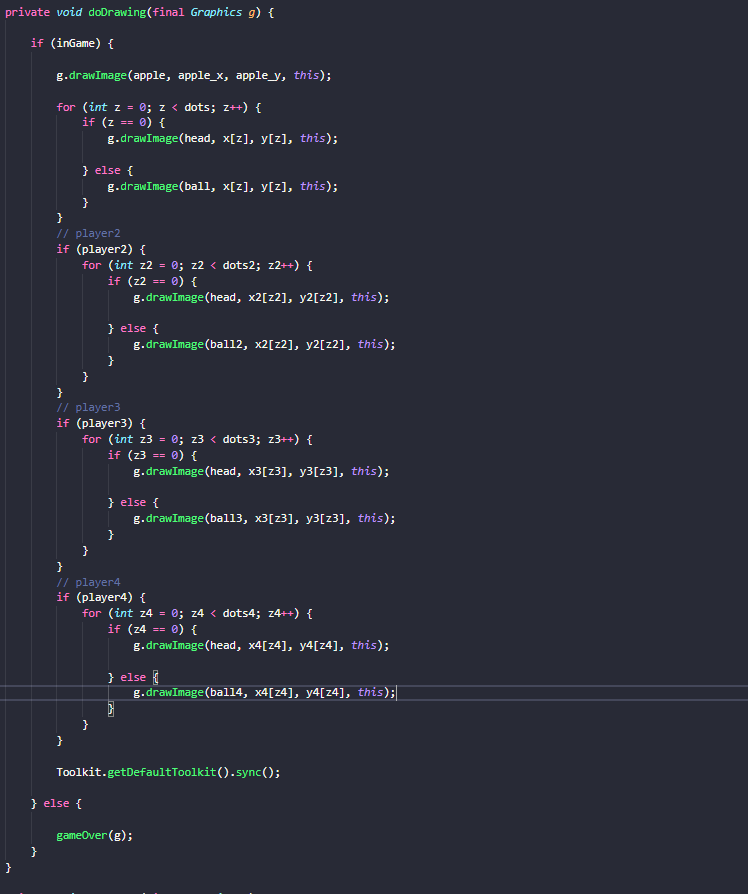 private void doDrawing(final Graphics g) {
if (inGame) {
g.drawImage(apple, apple_x, apple_y, this);
for (int z = 0; z < dots; z++) {
if (z == 0) {
g.drawImage(head, x[z], y[z], this);
} else {
g.drawImage(ball, x[z], y[z], this);
}
}
// player2
if (player2) {
for (int z2 = 0; z2 < dots2; z2++) {
if (z2 == 0) {
g.drawImage(head, x2[z2], y2[z2], this);
} else {
g.drawImage(ball2, x2[z2], y2[z2], this);
}
}
}
// player3
if (player3) {
for (int z3 = 0; z3 < dots3; z3++) {
if (z3 == 0) {
g.drawImage(head, x3[z3], y3[z3], this);
} else {
g.drawImage(ball3, x3[z3], y3[z3], this);
}
}
}
// player4
if (player4) {
for (int z4 = 0; z4 < dots4; z4++) {
if (z4 == 0) {
g.drawImage(head, x4[z4], y4[z4], this);
} else {
g.drawImage(ball4, x4[z4], y4[z4], this);
}
}
}
Toolkit.getDefaultToolkit().sync();
} else {
gameOver(g);
}
}